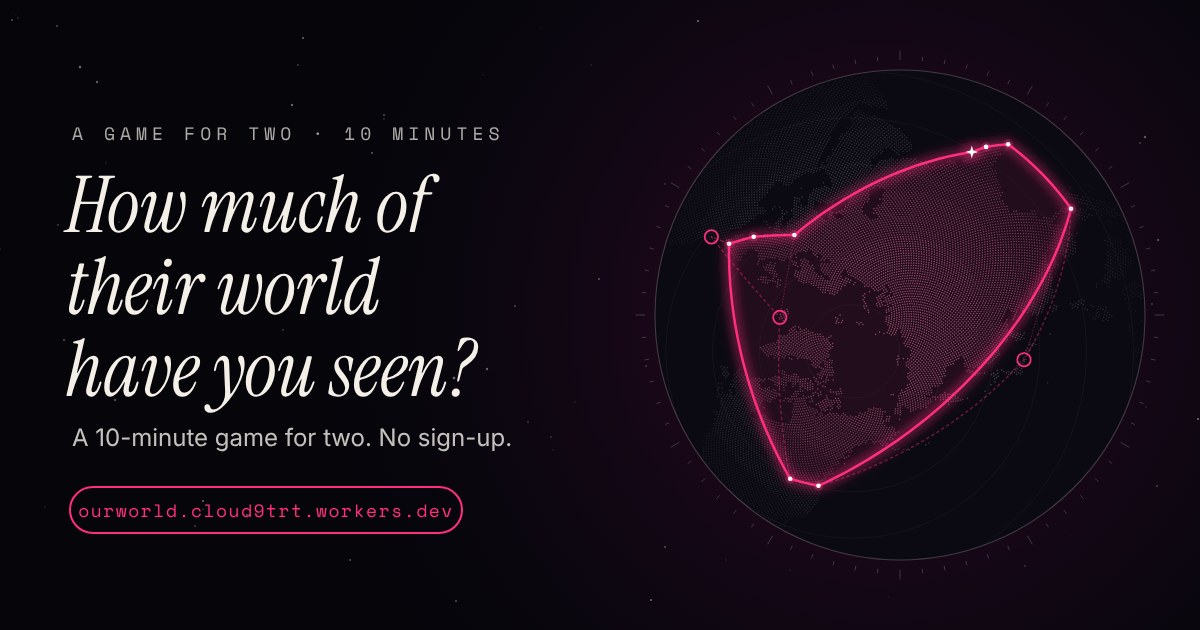 A GAME FOR TWO · 10 MINUTES
How much of
their world
have you seen?
A 10-minute game for two. No sign-up.
ourworld.cloud9trt.workers.dev